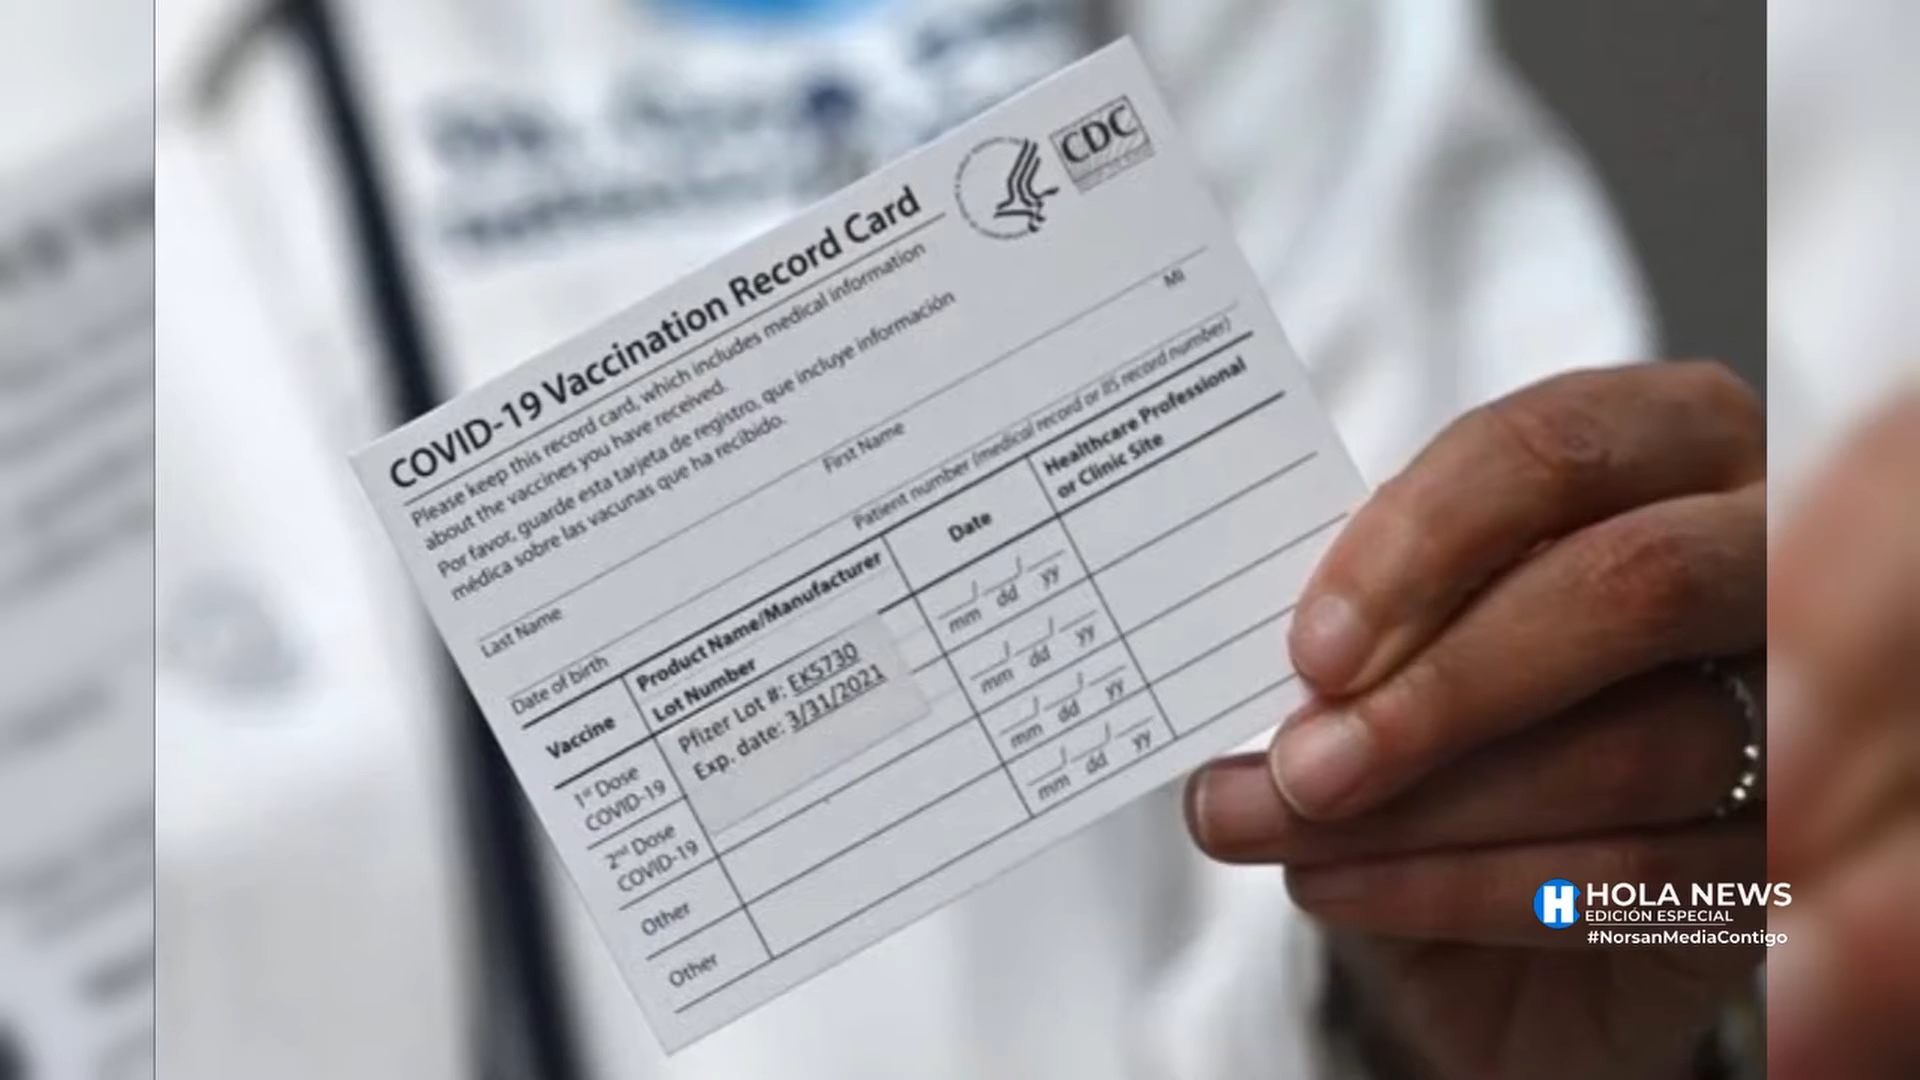 CDC
COVID-19 Vaccination Record Card
Please keep this record card, which includes medical information
about the vaccines you have received.
Por favor, guarde esta tarjeta de registro, que incluye información
médica sobre las vacunas que ha recibido.
Last Name
First Name
MI
Date of birth
Patient number (medical record or IIS record number)
Vaccine
Product Name/Manufacturer
Lot Number
Date
Healthcare Professional
or Clinic Site
1st Dose
COVID-19
Pfizer Lot #: EK5730
Exp. date: 3/31/2021
mm dd yy
2nd Dose
COVID-19
mm dd yy
Other
mm dd yy
Other
mm dd yy
H HOLA NEWS
EDICIÓN ESPECIAL
#NorsanMediaContigo